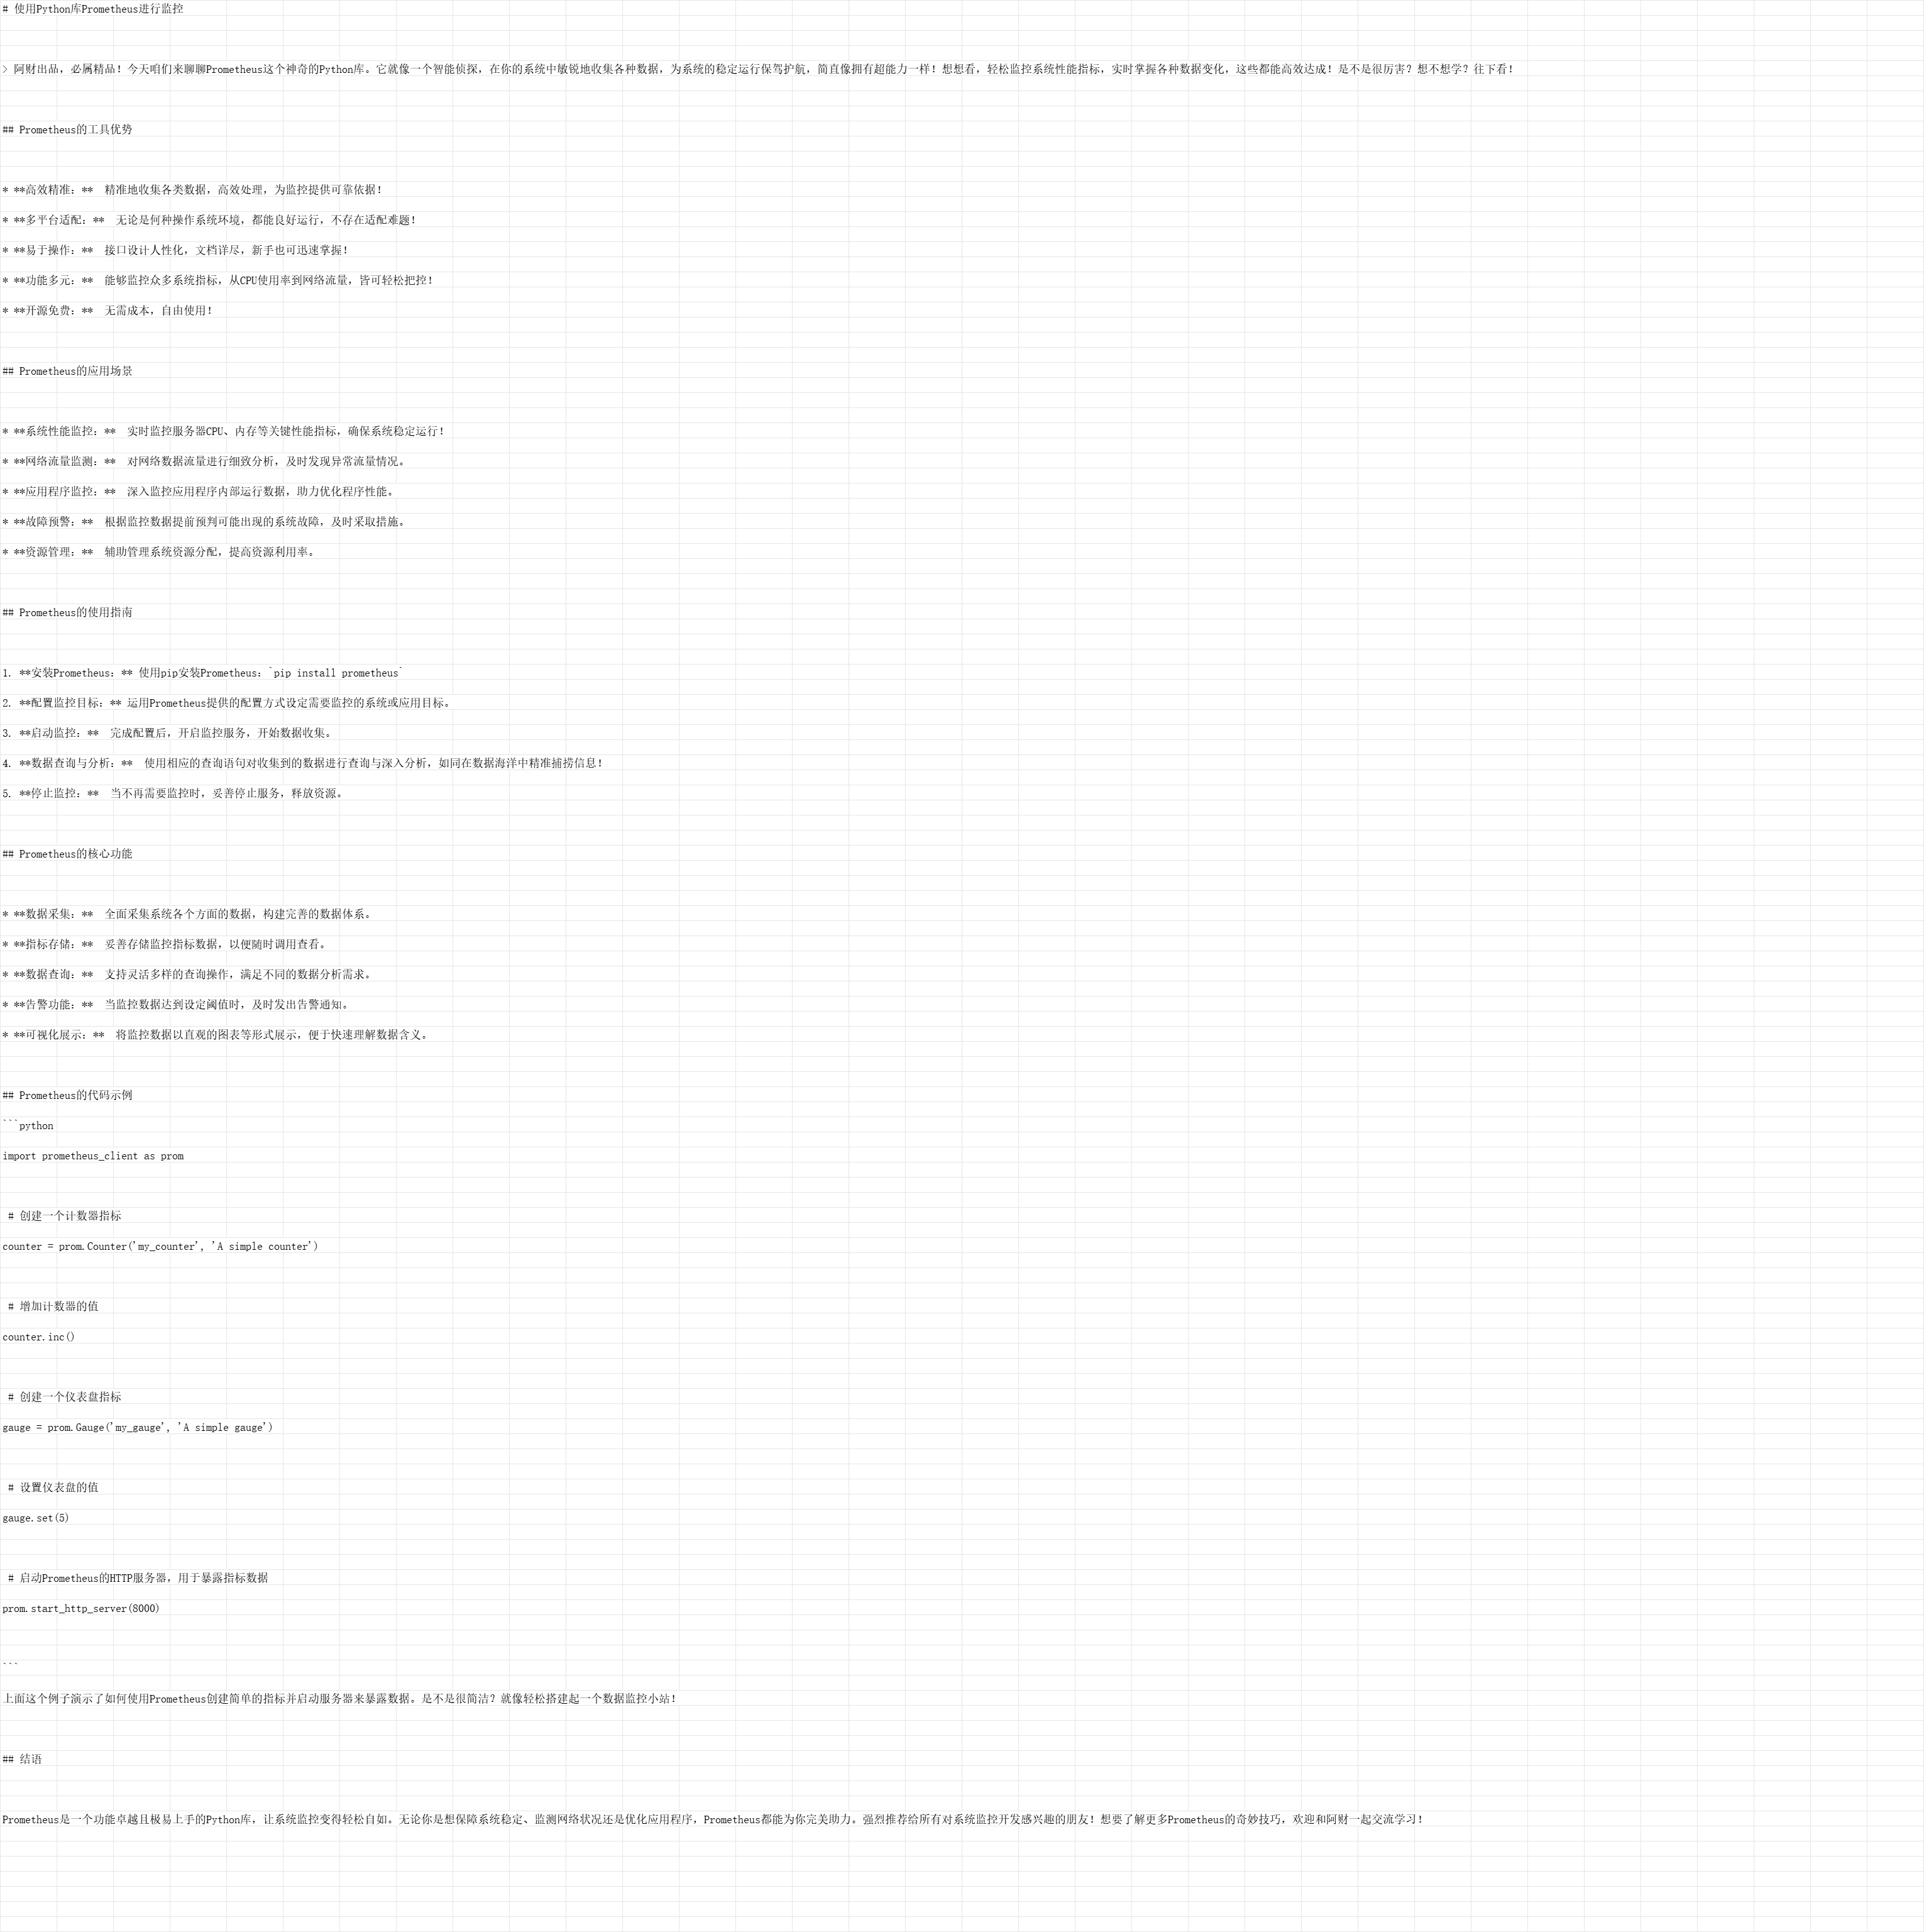 # 使用Python库Prometheus进行监控
> 阿财出品，必属精品！今天咱们来聊聊Prometheus这个神奇的Python库。它就像一个智能侦探，在你的系统中敏锐地收集各种数据，为系统的稳定运行保驾护航，简直像拥有超能力一样！想想看，轻松监控系统性能指标，实时掌握各种数据变化，这些都能高效达成！是不是很厉害？想不想学？往下看！
## Prometheus的工具优势
* **高效精准：**  精准地收集各类数据，高效处理，为监控提供可靠依据！
* **多平台适配：**  无论是何种操作系统环境，都能良好运行，不存在适配难题！
* **易于操作：**  接口设计人性化，文档详尽，新手也可迅速掌握！
* **功能多元：**  能够监控众多系统指标，从CPU使用率到网络流量，皆可轻松把控！
* **开源免费：**  无需成本，自由使用！
## Prometheus的应用场景
* **系统性能监控：**  实时监控服务器CPU、内存等关键性能指标，确保系统稳定运行！
* **网络流量监测：**  对网络数据流量进行细致分析，及时发现异常流量情况。
* **应用程序监控：**  深入监控应用程序内部运行数据，助力优化程序性能。
* **故障预警：**  根据监控数据提前预判可能出现的系统故障，及时采取措施。
* **资源管理：**  辅助管理系统资源分配，提高资源利用率。
## Prometheus的使用指南
1. **安装Prometheus：** 使用pip安装Prometheus：`pip install prometheus`
2. **配置监控目标：** 运用Prometheus提供的配置方式设定需要监控的系统或应用目标。
3. **启动监控：**  完成配置后，开启监控服务，开始数据收集。
4. **数据查询与分析：**  使用相应的查询语句对收集到的数据进行查询与深入分析，如同在数据海洋中精准捕捞信息！
5. **停止监控：**  当不再需要监控时，妥善停止服务，释放资源。
## Prometheus的核心功能
* **数据采集：**  全面采集系统各个方面的数据，构建完善的数据体系。
* **指标存储：**  妥善存储监控指标数据，以便随时调用查看。
* **数据查询：**  支持灵活多样的查询操作，满足不同的数据分析需求。
* **告警功能：**  当监控数据达到设定阈值时，及时发出告警通知。
* **可视化展示：**  将监控数据以直观的图表等形式展示，便于快速理解数据含义。
## Prometheus的代码示例
```python
import prometheus_client as prom
# 创建一个计数器指标
counter = prom.Counter('my_counter', 'A simple counter')
# 增加计数器的值
counter.inc()
# 创建一个仪表盘指标
gauge = prom.Gauge('my_gauge', 'A simple gauge')
# 设置仪表盘的值
gauge.set(5)
# 启动Prometheus的HTTP服务器，用于暴露指标数据
prom.start_http_server(8000)
```
上面这个例子演示了如何使用Prometheus创建简单的指标并启动服务器来暴露数据。是不是很简洁？就像轻松搭建起一个数据监控小站！
## 结语
Prometheus是一个功能卓越且极易上手的Python库，让系统监控变得轻松自如。无论你是想保障系统稳定、监测网络状况还是优化应用程序，Prometheus都能为你完美助力。强烈推荐给所有对系统监控开发感兴趣的朋友！想要了解更多Prometheus的奇妙技巧，欢迎和阿财一起交流学习！